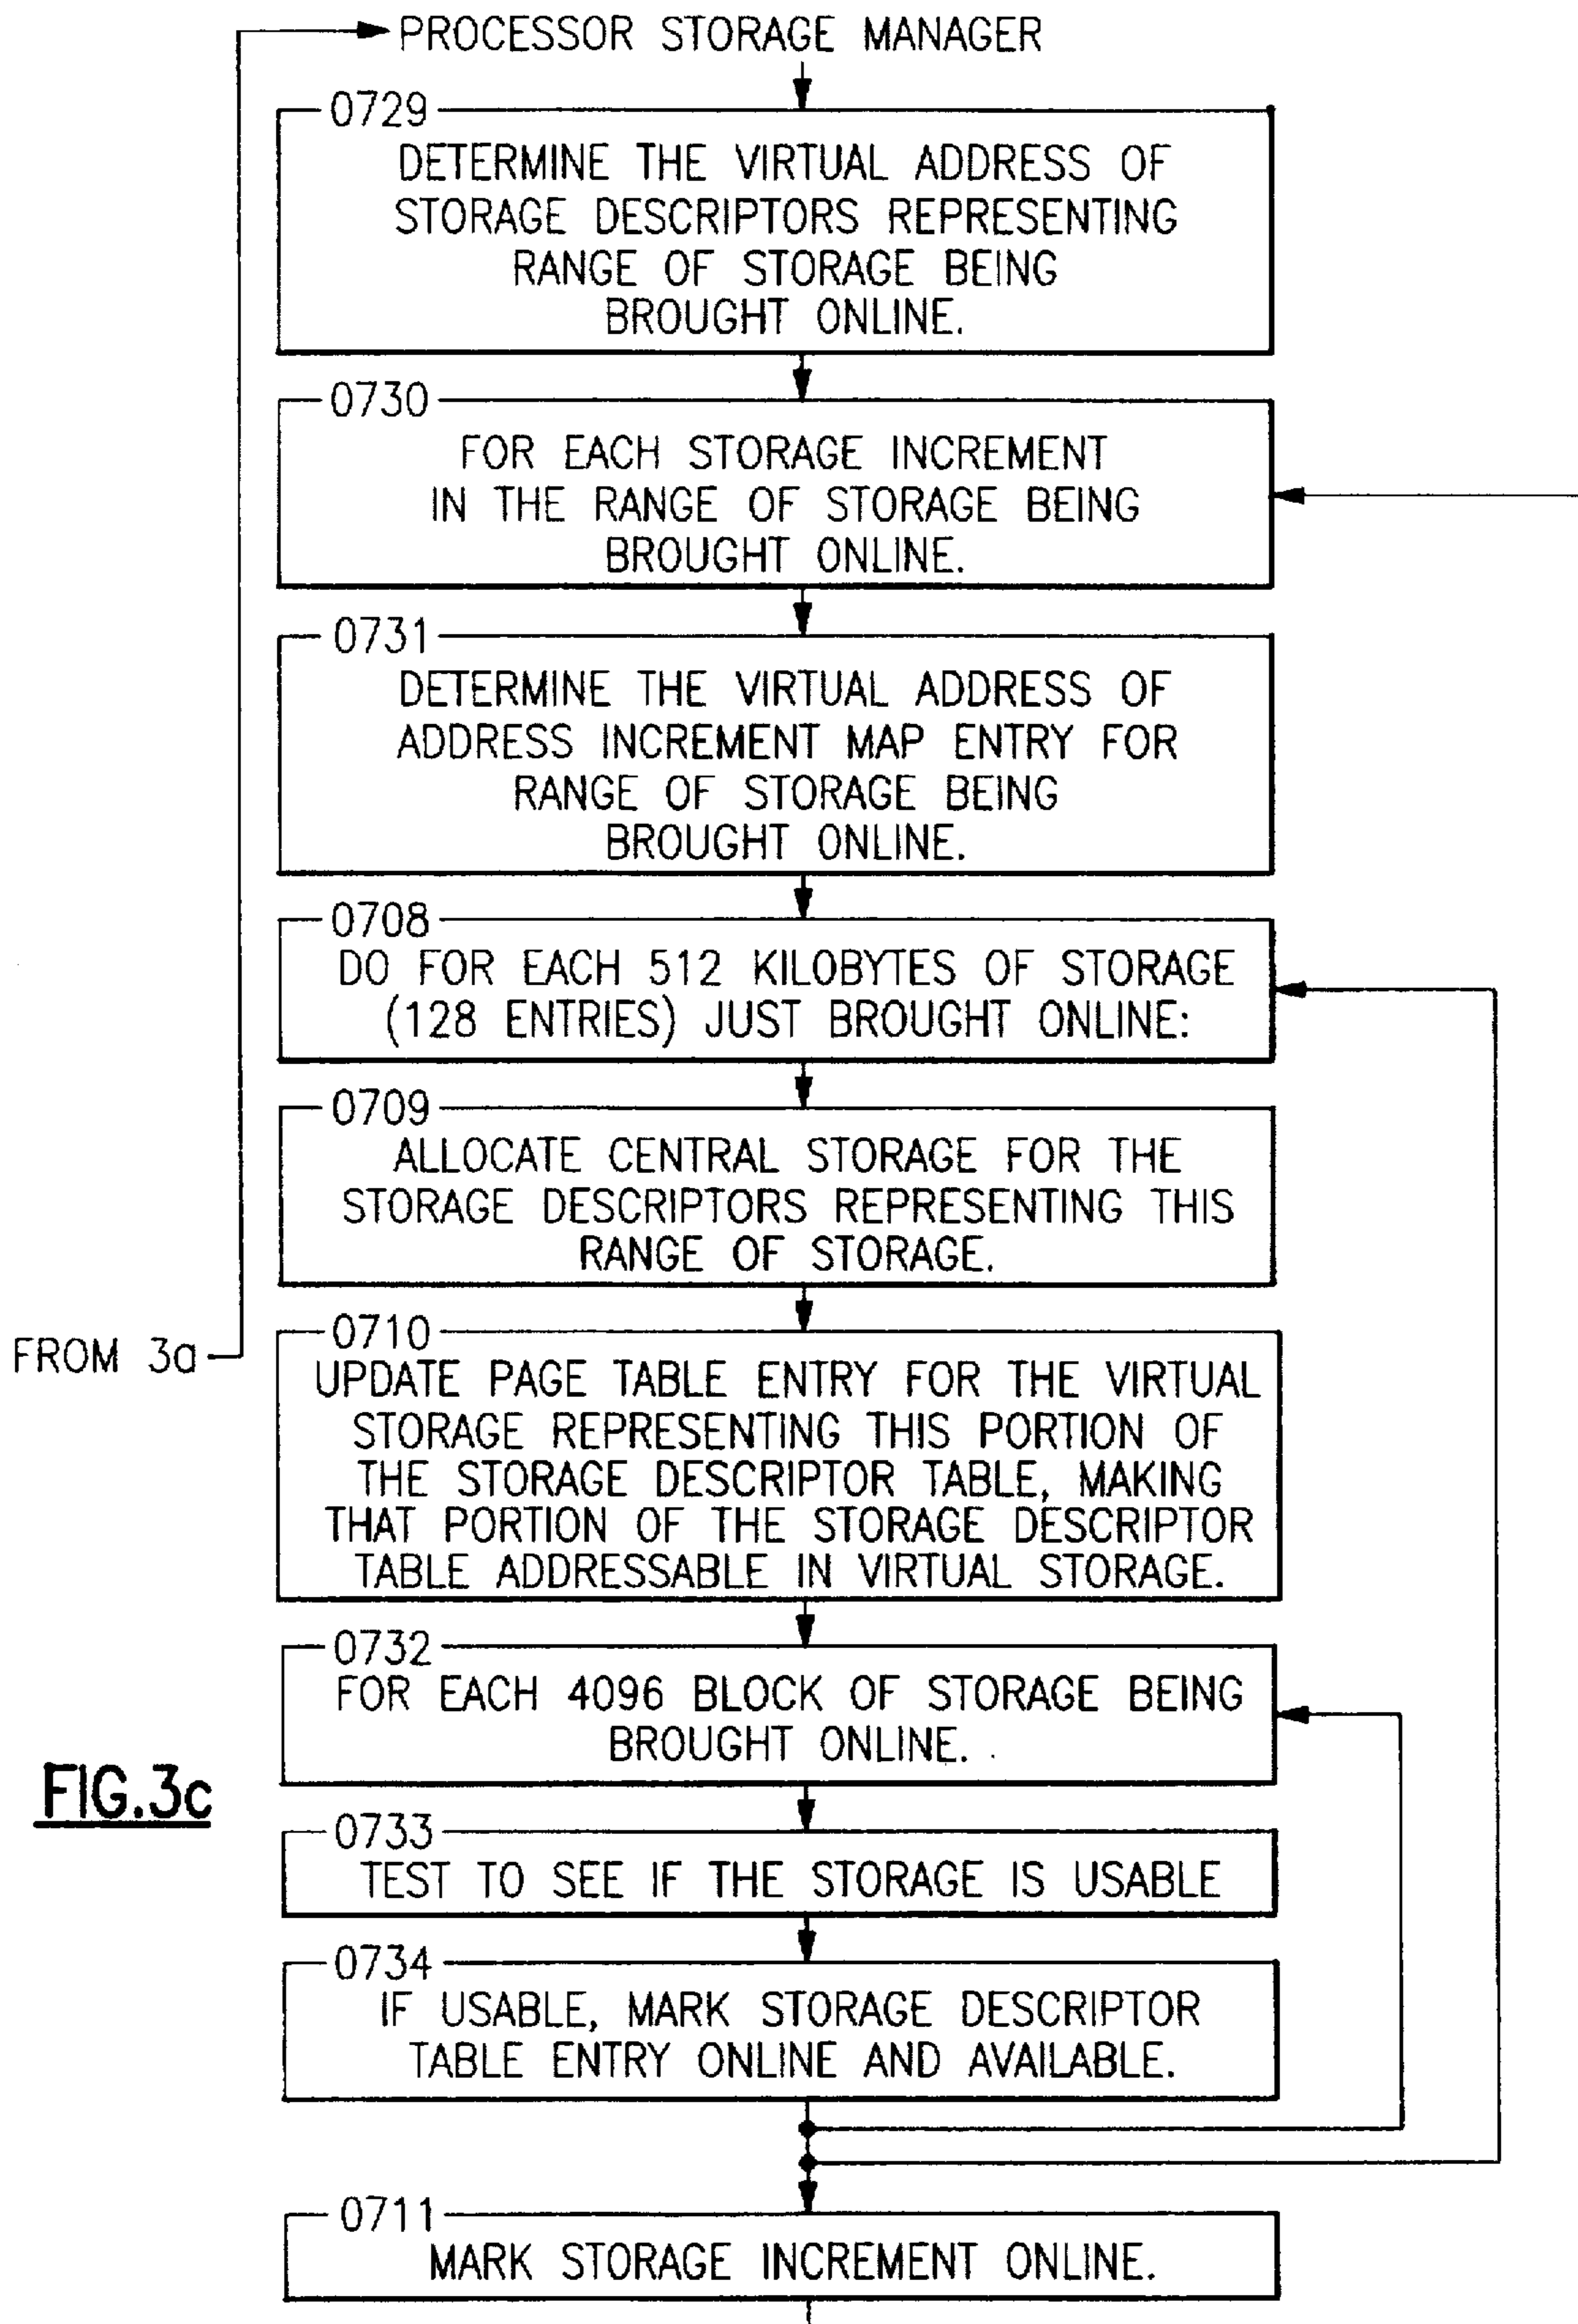 PROCESSOR STORAGE MANAGER
0729
DETERMINE THE VIRTUAL ADDRESS OF
STORAGE DESCRIPTORS REPRESENTING
RANGE OF STORAGE BEING
BROUGHT ONLINE.
0730
FOR EACH STORAGE INCREMENT
IN THE RANGE OF STORAGE BEING
BROUGHT ONLINE.
0731
DETERMINE THE VIRTUAL ADDRESS OF
ADDRESS INCREMENT MAP ENTRY FOR
RANGE OF STORAGE BEING
BROUGHT ONLINE.
0708
DO FOR EACH 512 KILOBYTES OF STORAGE
(128 ENTRIES) JUST BROUGHT ONLINE:
0709
ALLOCATE CENTRAL STORAGE FOR THE
STORAGE DESCRIPTORS REPRESENTING THIS
RANGE OF STORAGE.
FROM 3a
0710
UPDATE PAGE TABLE ENTRY FOR THE VIRTUAL
STORAGE REPRESENTING THIS PORTION OF
THE STORAGE DESCRIPTOR TABLE, MAKING
THAT PORTION OF THE STORAGE DESCRIPTOR
TABLE ADDRESSABLE IN VIRTUAL STORAGE.
0732
FOR EACH 4096 BLOCK OF STORAGE BEING
BROUGHT ONLINE.
FIG.3c
0733
TEST TO SEE IF THE STORAGE IS USABLE
0734
IF USABLE, MARK STORAGE DESCRIPTOR
TABLE ENTRY ONLINE AND AVAILABLE.
0711
MARK STORAGE INCREMENT ONLINE.